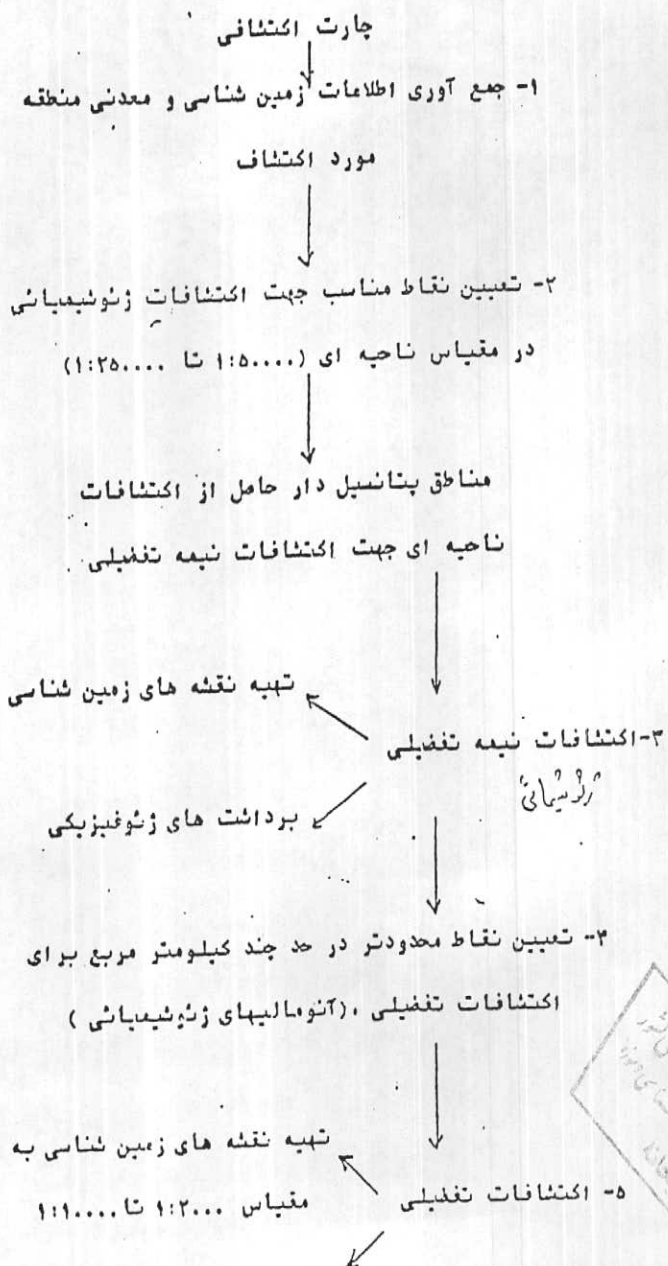 چارت اکتشافی
۱- جمع آوری اطلاعات زمین شناسی و معدنی منطقه
مورد اکتشاف
۲- تعیین نقاط مناسب جهت اکتشافات ژئوشیمیائی
در مقیاس ناحیه ای (۱:۵۰۰۰۰ تا ۱:۲۵۰۰۰۰)
مناطق پتانسیل دار حاصل از اکتشافات
ناحیه ای جهت اکتشافات نیمه تفضیلی
تهیه نقشه های زمین شناسی
۳-اکتشافات نیمه تفضیلی
ژئوشیمیائی
برداشت های ژئوفیزیکی
۳- تعیین نقاط محدودتر در حد چند کیلومتر مربع برای
اکتشافات تفضیلی .(آنومالیهای ژئوشیمیائی )
تهیه نقشه های زمین شناسی به
۵- اکتشافات تفضیلی
مقیاس ۱:۲۰۰۰ تا ۱:۱۰۰۰۰